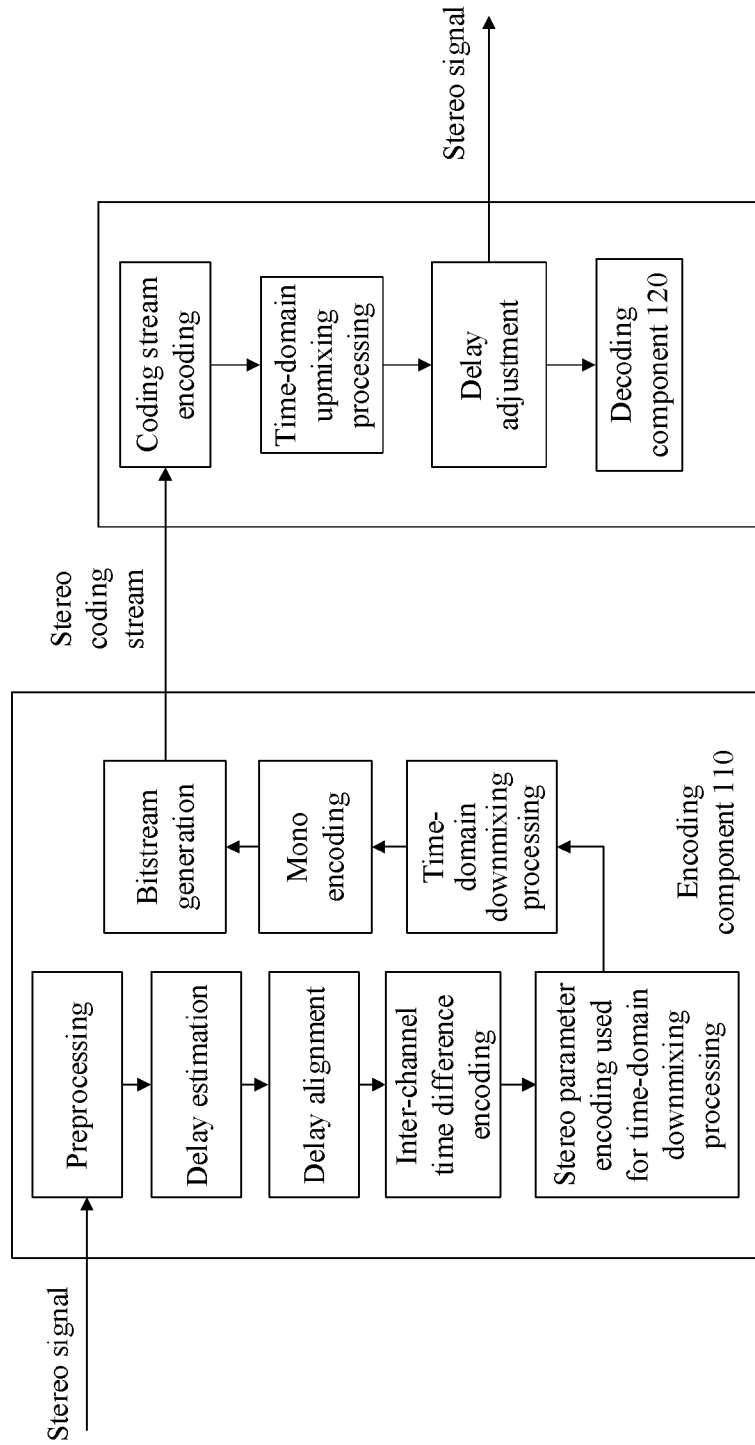 Stereo signal
Preprocessing
Delay estimation
Delay alignment
Inter-channel
time difference
encoding
Stereo parameter
encoding used
for time-domain
downmixing
processing
Time-
domain
downmixing
processing
Mono
encoding
Bitstream
generation
Encoding
component 110
Stereo
coding
stream
Coding stream
encoding
Time-domain
upmixing
processing
Delay
adjustment
Decoding
component 120
Stereo signal